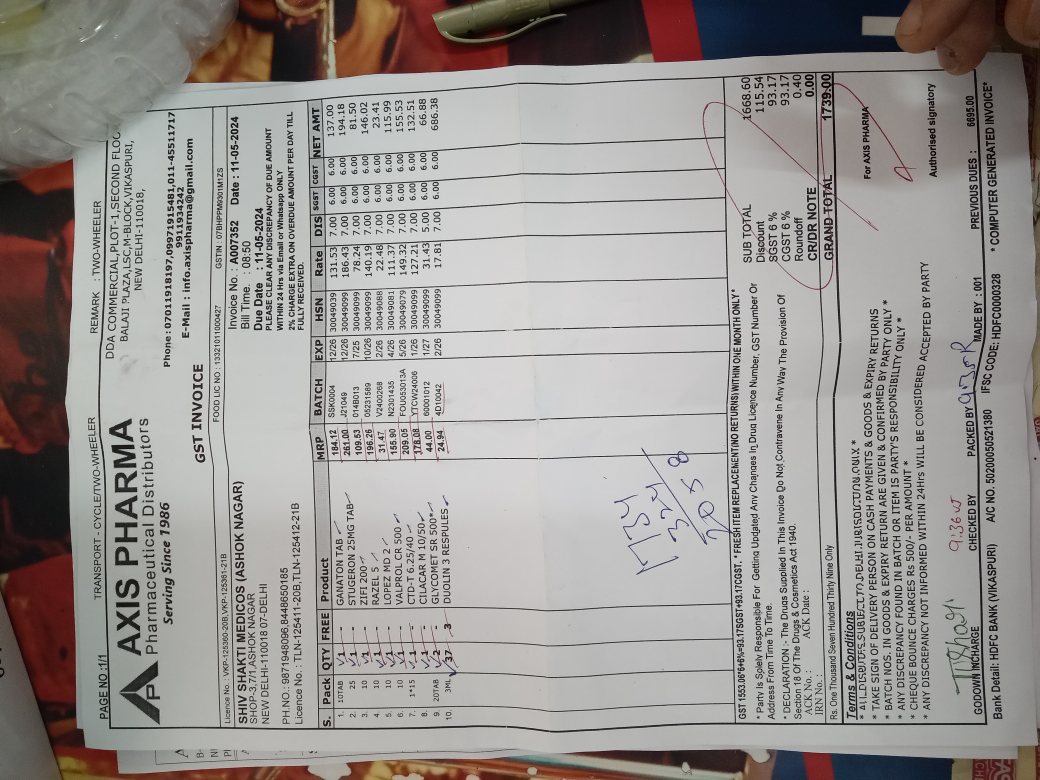 PAGE NO :1/1
TRANSPORT - CYCLE/TWO-WHEELER
REMARK : TWO-WHEELER
AXIS PHARMA
Pharmaceutical Distributors
Serving Since 1986
DDA COMMERCIAL,PLOT-1,SECOND FLOO
BALAJI PLAZA,LSC,M-BLOCK,VIKASPURI,
NEW DELHI-110018,
Phone : 07011918197,09971915481,011-45511717
9911934242
E-Mail : info.axispharma@gmail.com
GST INVOICE
Licence No. : VKP-125360-20B,VKP-125361-21B
FOOD LIC NO : 13321011000427
GSTIN : 07BHPPM9301M1ZS
SHIV SHAKTI MEDICOS (ASHOK NAGAR)
SHOP-3,7/1,ASHOK NAGAR
NEW DELHI-110018 07-DELHI
PH.NO.: 9871948096,8448650185
Licence No.: TLN-125411-20B,TLN-125412-21B
Invoice No. : A007352 Date : 11-05-2024
Bill Time. : 08:50
Due Date : 11-05-2024
PLEASE CLEAR ANY DISCREPANCY OF DUE AMOUNT
WITHIN 24 Hrs via Email or Whatsapp ONLY
2% CHARGE EXTRA ON OVERDUE AMOUNT PER DAY TILL
FULLY RECEIVED.
S. Pack QTY FREE Product MRP BATCH EXP HSN Rate DIS SGST CGST NET AMT
1. 10TAB 1 - GANATON TAB 184.12 SSK0004 12/26 30049039 131.53 7.00 6.00 6.00 137.00
2. 25 1 - STUGERON 25MG TAB 261.00 J21049 12/26 30049099 186.43 7.00 6.00 6.00 194.18
3. 10 1 - ZIFI 200 109.53 014B013 7/25 30049099 78.24 7.00 6.00 6.00 81.50
4. 10 1 - RAZEL 5 196.26 05231589 10/26 30049099 140.19 7.00 6.00 6.00 146.02
5. 10 1 - LOPEZ MD 2 31.47 V2400268 2/26 30049088 22.48 7.00 6.00 6.00 23.41
6. 10 1 - VALPROL CR 500 155.90 N2301435 4/26 30049081 111.37 7.00 6.00 6.00 115.99
7. 1*15 1 - CTD-T 6.25/40 209.05 FOU053013A 5/26 30049079 149.32 7.00 6.00 6.00 155.53
8. 10 1 - CILACAR M 10/50 178.08 YTCW24006 1/26 30049099 127.21 7.00 6.00 6.00 132.51
9. 20TAB 2 - GLYCOMET SR 500* 44.00 60001012 1/27 30049099 31.43 5.00 6.00 6.00 66.88
10. 3ML 37 3 DUOLIN 3 RESPULES 24.94 4D10042 2/26 30049099 17.81 7.00 6.00 6.00 686.38
1734
324
2058
GST 1553.06*6+6%=93.17SGST+93.17CGST, * FRESH ITEM REPLACEMENT(NO RETURNS) WITHIN ONE MONTH ONLY*
* Party Is Splely Responsible For Getting Updated Any Changes In Drug Licence Number, GST Number Or
Address From Time To Time.
* DECLARATION :- The Drugs Supplied In This Invoice Do Not Contravene In Any Way The Provision Of
Section 18 Of The Drugs & Cosmetics Act 1940.
ACK No : ACK Date :
IRN No :
SUB TOTAL 1668.60
Discount 115.54
SGST 6 % 93.17
CGST 6 % 93.17
Roundoff 0.40
CR/DR NOTE 0.00
GRAND TOTAL 1739.00
Rs. One Thousand Seven Hundred Thirty Nine Only
Terms & Conditions
* ALL DISPUTES SUBJECT TO DELHI JURISDICTION ONLY *
* TAKE SIGN OF DELIVERY PERSON ON CASH PAYMENTS & GOODS & EXPIRY RETURNS
* BATCH NOS. IN GOODS & EXPIRY RETURN ARE GIVEN & CONFIRMED BY PARTY ONLY *
* ANY DISCREPANCY FOUND IN BATCH OR ITEM IS PARTY'S RESPONSIBILITY ONLY *
* CHEQUE BOUNCE CHARGES Rs 500/- PER AMOUNT *
* ANY DISCREPANCY NOT INFORMED WITHIN 24Hrs WILL BE CONSIDERED ACCEPTED BY PARTY
For AXIS PHARMA
Authorised signatory
GODOWN INCHARGE CHECKED BY 9:36 PACKED BY MADE BY : 001 PREVIOUS DUES : 6695.00
Bank Detail: HDFC BANK (VIKASPURI) A/C NO. 50200050521380 IFSC CODE: HDFC0000328 * COMPUTER GENERATED INVOICE*